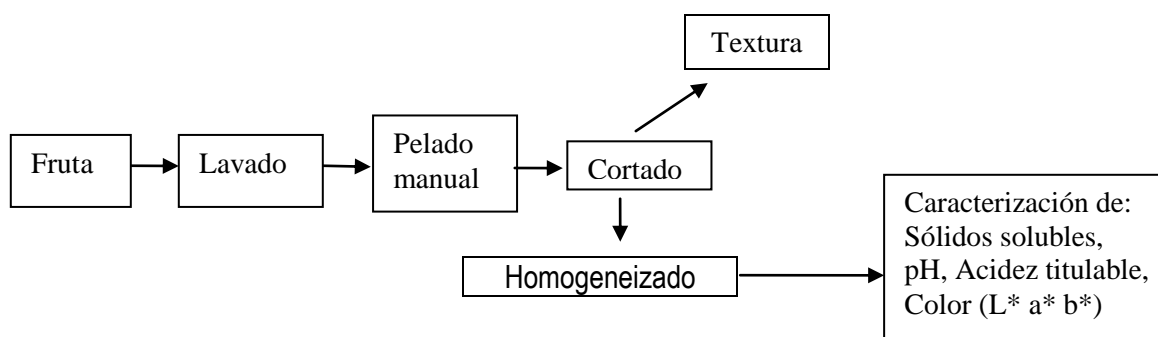 Textura
Fruta
Lavado
Pelado
manual
Cortado
Homogeneizado
Caracterización de:
Sólidos solubles,
pH, Acidez titulable,
Color (L* a* b*)